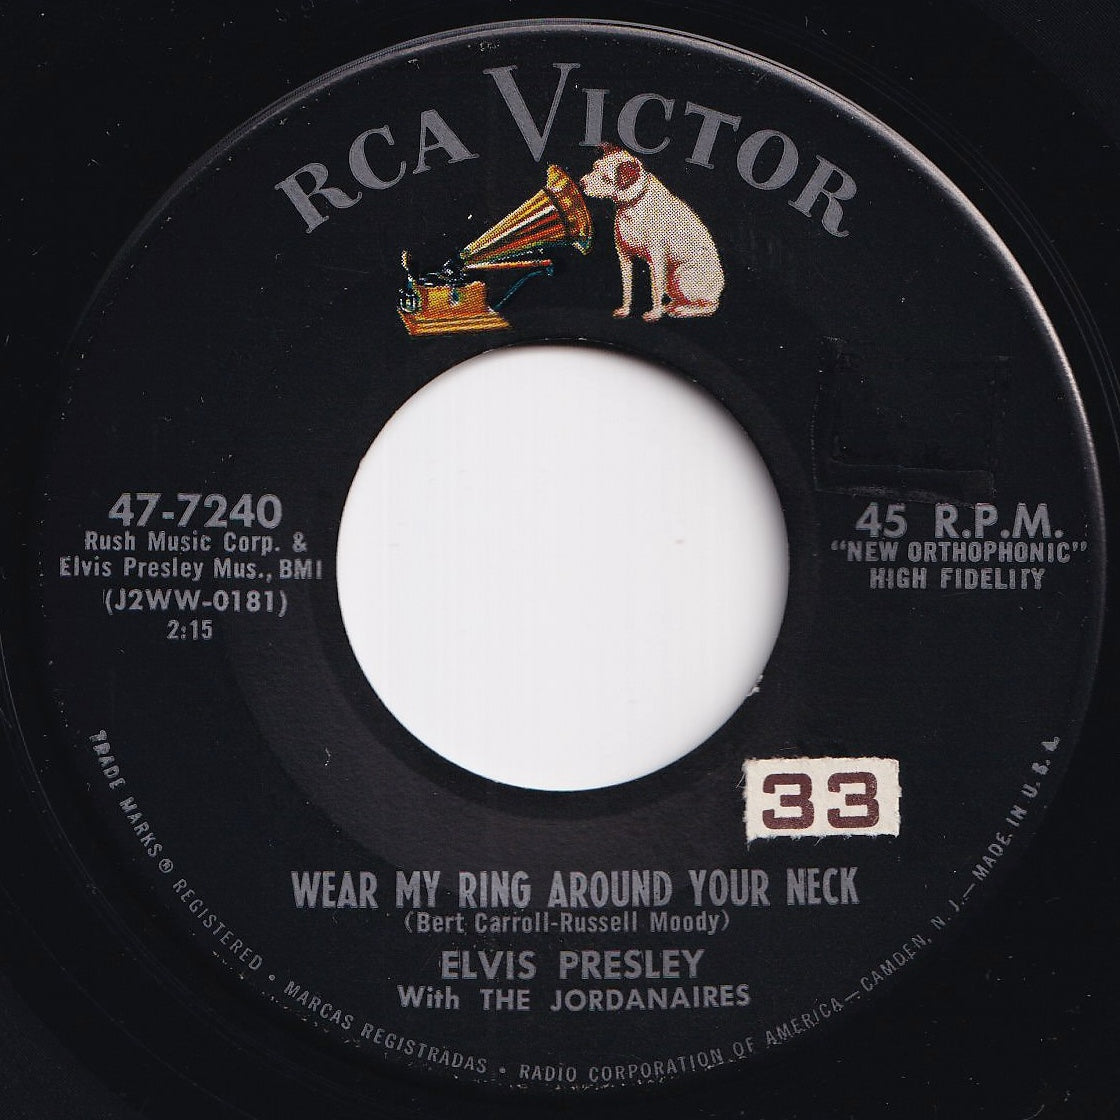 RCA VICTOR
47-7240
Rush Music Corp. &
Elvis Presley Mus., BMI
(J2WW-0181)
2:15
45 R.P.M.
"NEW ORTHOPHONIC"
HIGH FIDELITY
33
WEAR MY RING AROUND YOUR NECK
(Bert Carroll-Russell Moody)
ELVIS PRESLEY
With THE JORDANAIRES
TRADE MARKS ® REGISTERED • MARCAS REGISTRADAS • RADIO CORPORATION OF AMERICA — CAMDEN, N. J. — MADE IN U. S. A.